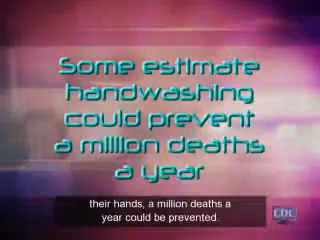 Some estimate
handwashing
could prevent
a million deaths
a year
their hands, a million deaths a
year could be prevented.
CDC